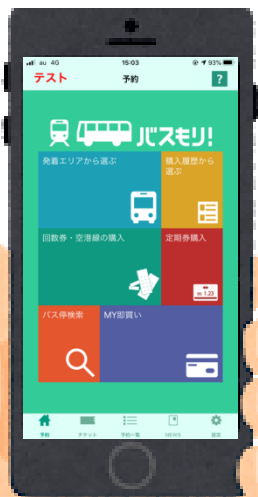 au 4G 15:03 93%
テスト 予約 ?
バスモリ!
発着エリアから選ぶ
購入履歴から
選ぶ
回数券・空港線の購入
定期券購入
1.23
バス停検索
MY即買い
予約 チケット 予約一覧 NEWS 設定